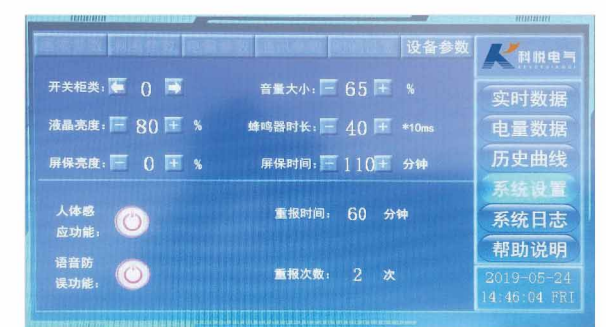 设备参数
科悦电气
开关柜类： 0
音量大小： 65 %
实时数据
液晶亮度： 80 %
蜂鸣器时长： 40 *10ms
电量数据
屏保亮度： 0 %
屏保时间： 110 分钟
历史曲线
系统设置
人体感
应功能：
重报时间： 60 分钟
系统日志
语音防
误功能：
重报次数： 2 次
帮助说明
2019-05-24
14:46:04 FRI